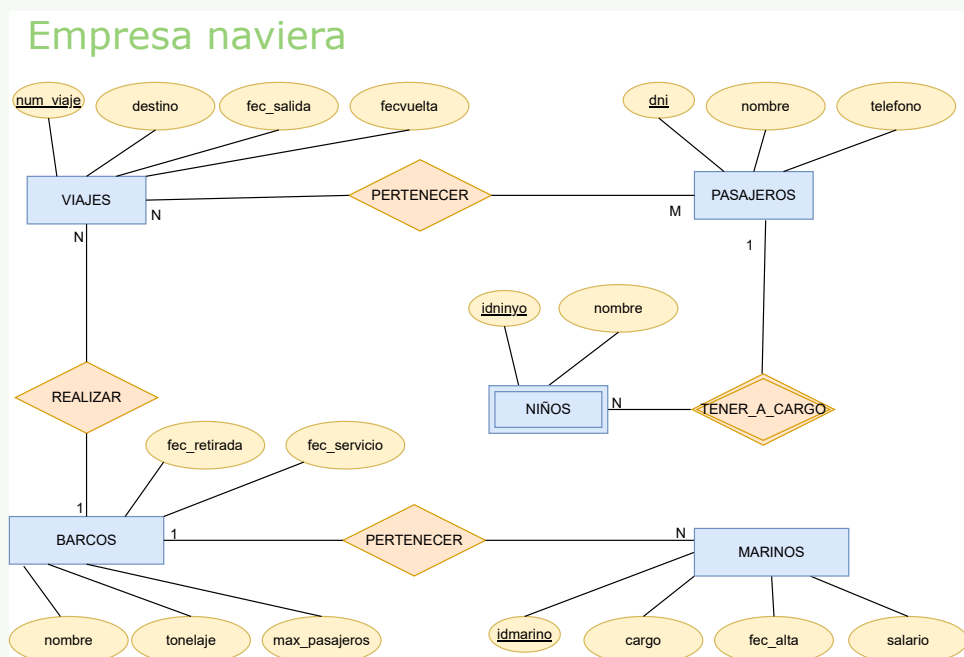 Empresa naviera
num_viaje
destino
fec_salida
fecvuelta
dni
nombre
telefono
VIAJES
PERTENECER
PASAJEROS
N
M
N
1
idninyo
nombre
REALIZAR
NIÑOS
N
TENER_A_CARGO
fec_retirada
fec_servicio
1
1
N
BARCOS
PERTENECER
MARINOS
nombre
tonelaje
max_pasajeros
idmarino
cargo
fec_alta
salario